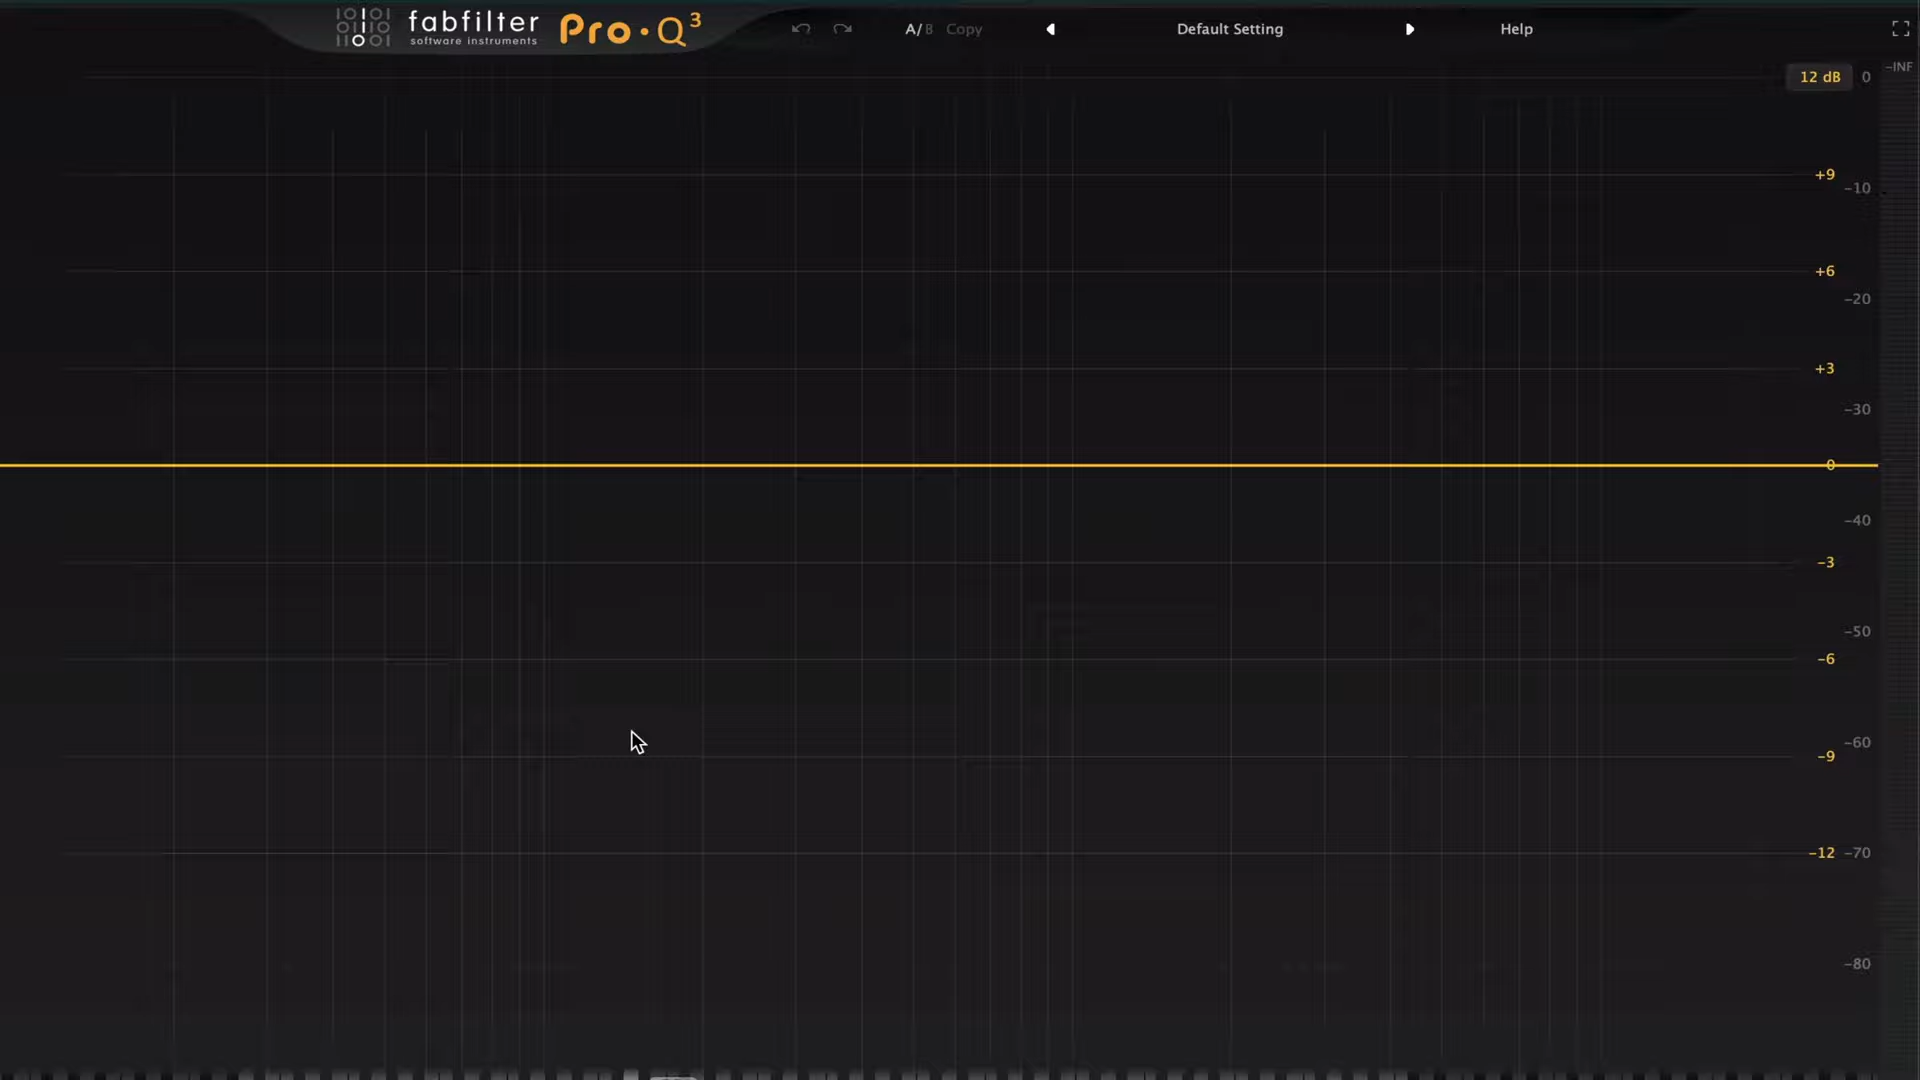 fabfilter
software instruments
Pro·Q³
A/B Copy
Default Setting
Help
12 dB
0
-INF
+9
-10
+6
-20
+3
-30
0
-40
-3
-50
-6
-60
-9
-12
-70
-80